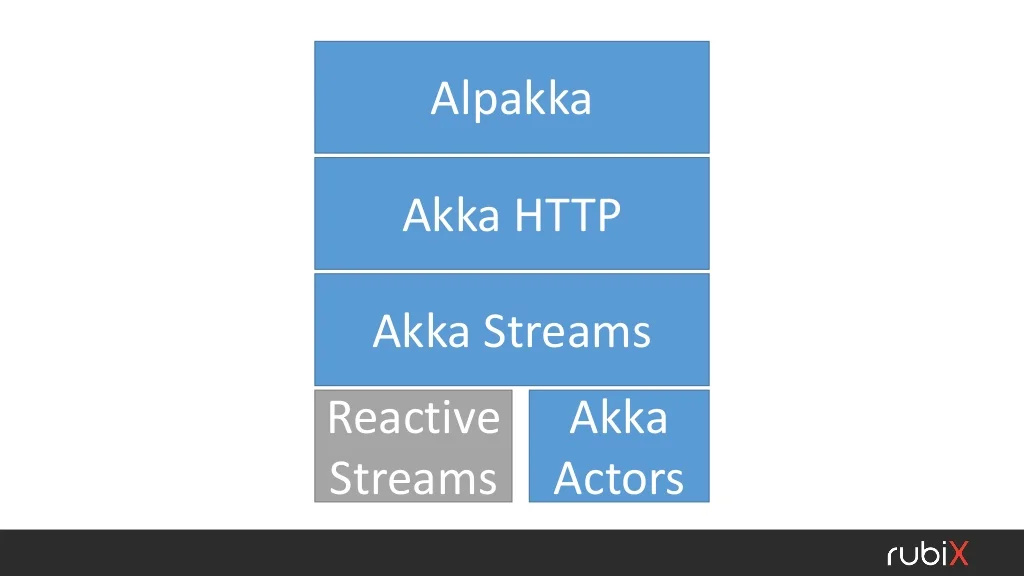 Alpakka
Akka HTTP
Akka Streams
Reactive
Streams
Akka
Actors
rubiX